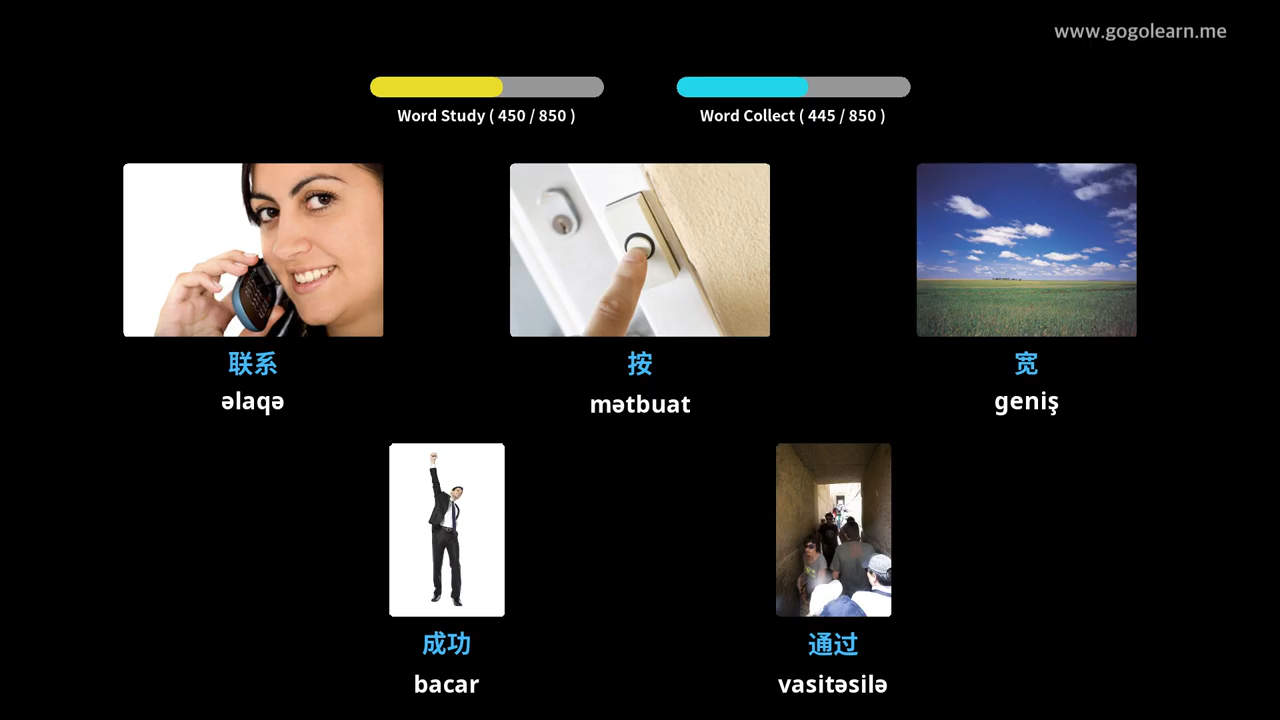 www.gogolearn.me
Word Study ( 450 / 850 )
Word Collect ( 445 / 850 )
联系
əlaqə
按
mətbuat
宽
geniş
成功
bacar
通过
vasitəsilə